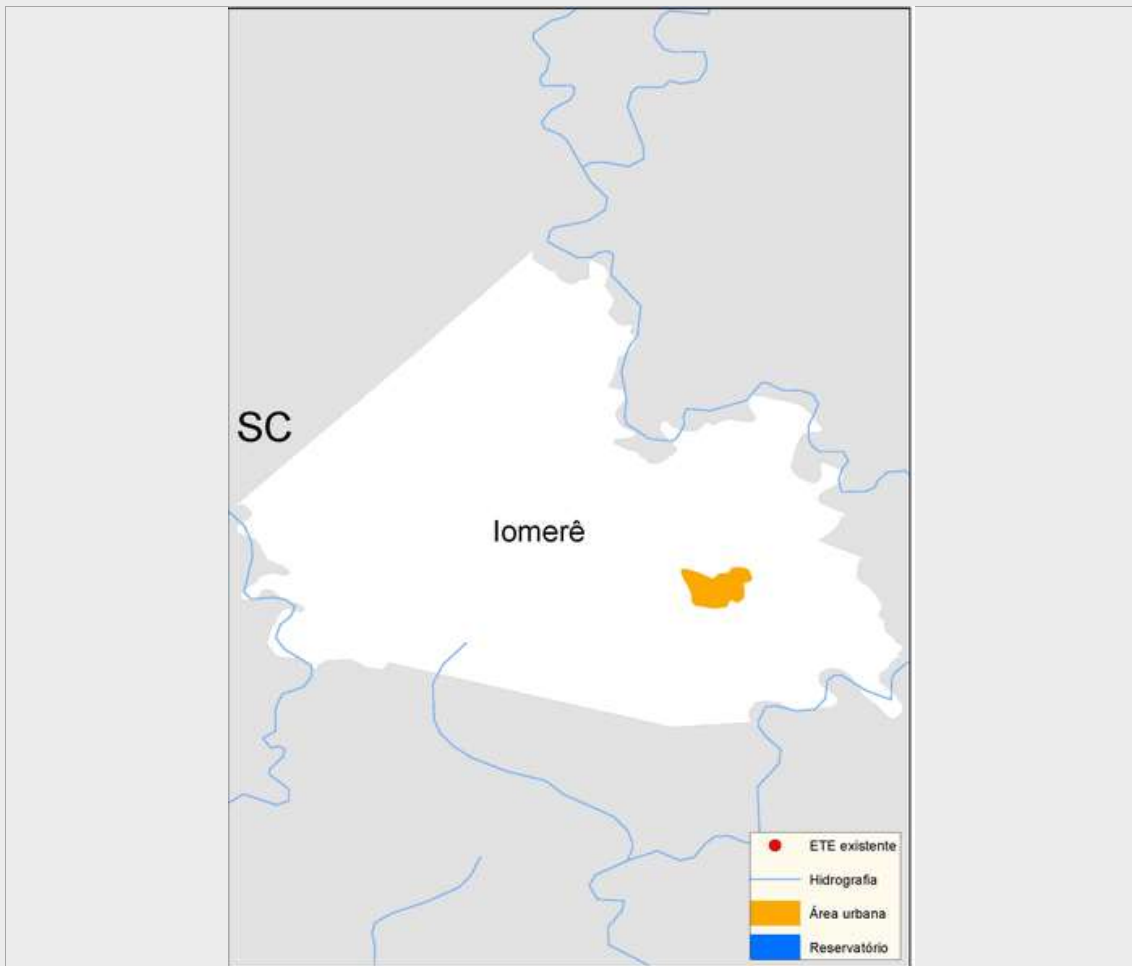 SC
Iomerê
ETE existente
Hidrografia
Área urbana
Reservatório